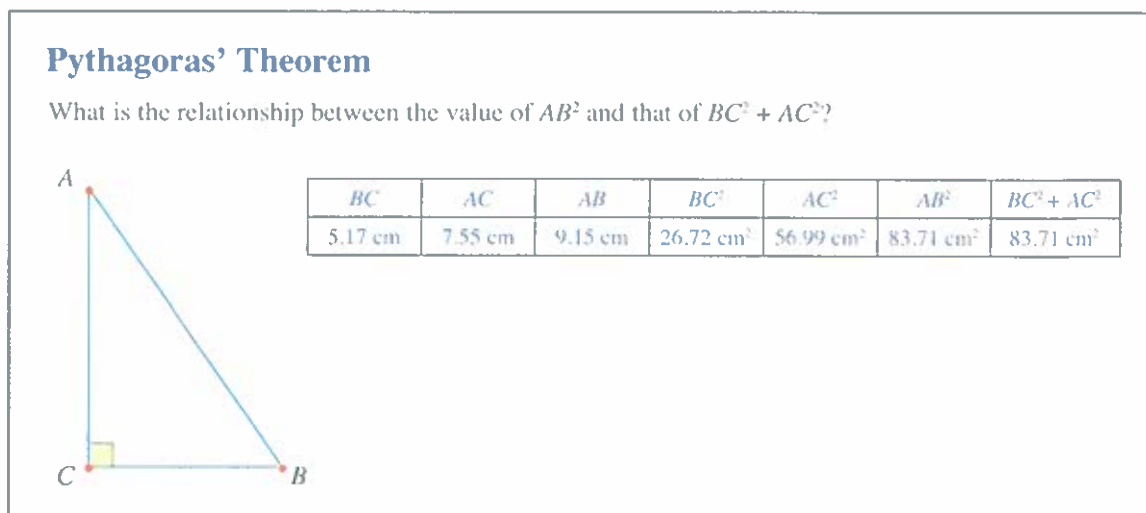 Pythagoras' Theorem
What is the relationship between the value of AB² and that of BC² + AC²?
A
BC AC AB BC² AC² AB² BC² + AC²
5.17 cm 7.55 cm 9.15 cm 26.72 cm² 56.99 cm² 83.71 cm² 83.71 cm²
C B